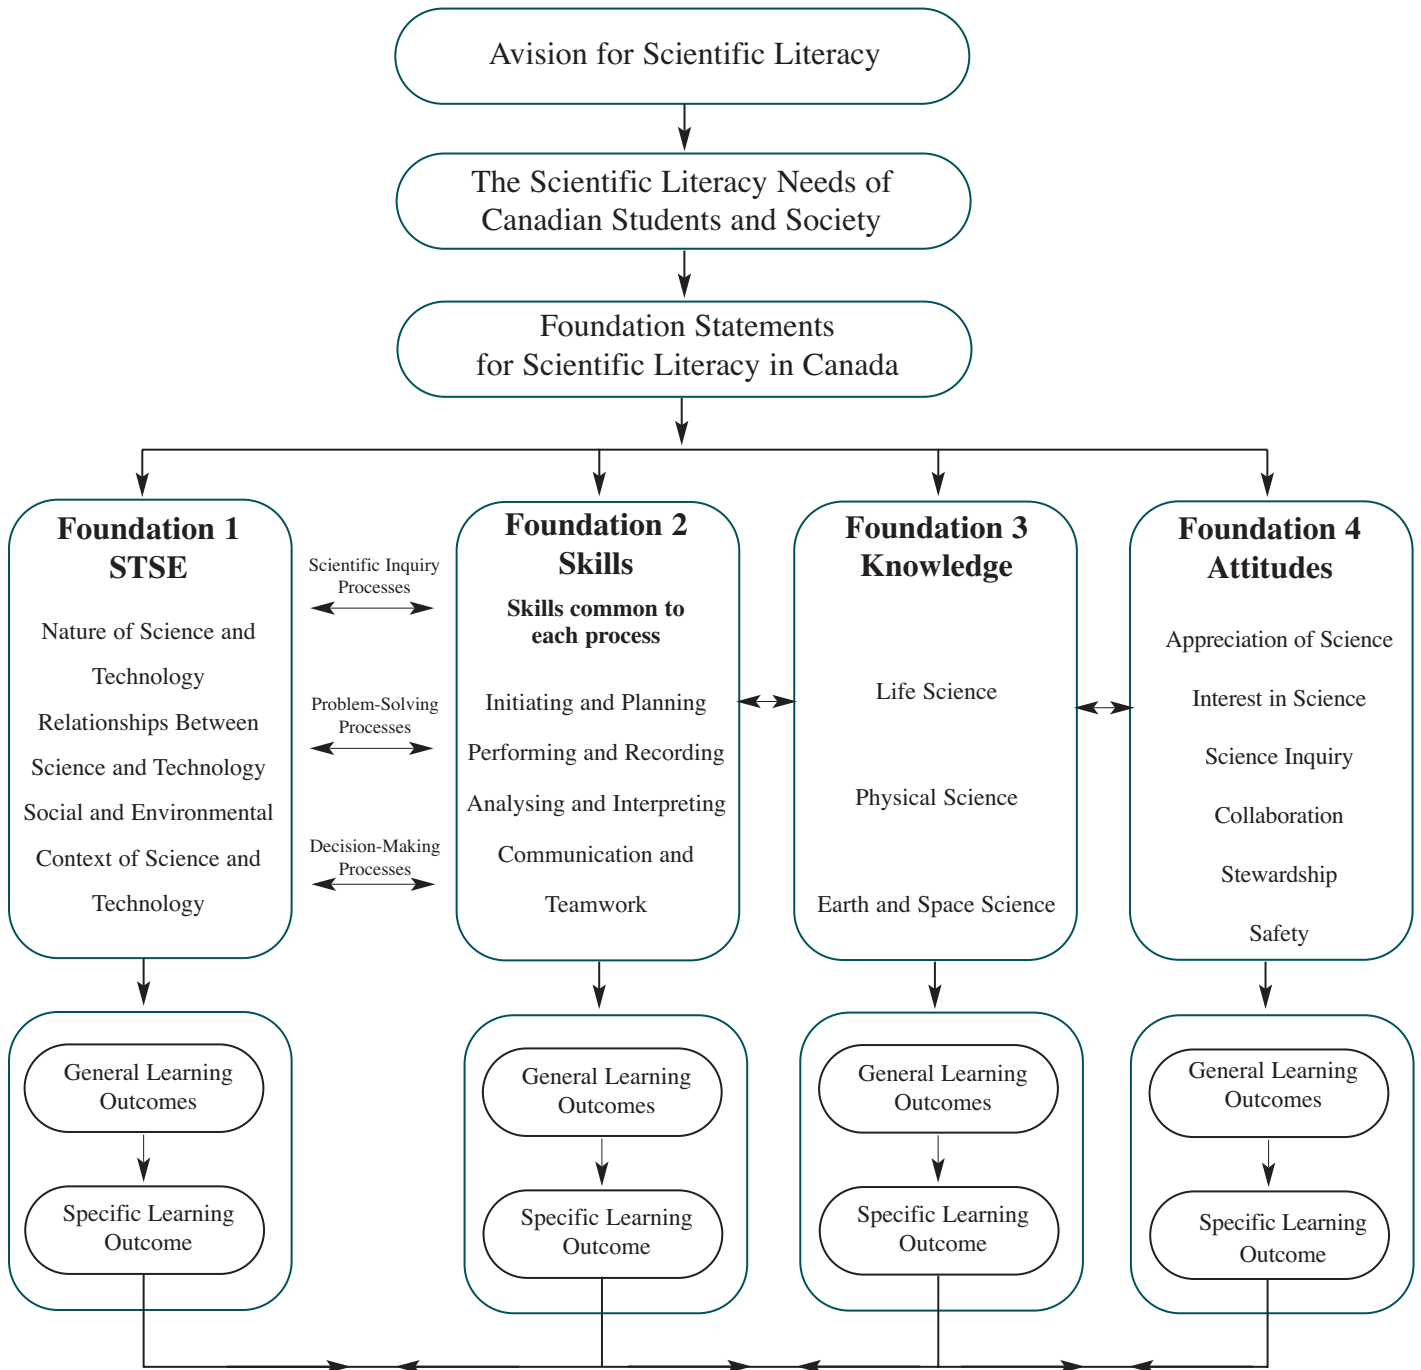 Avision for Scientific Literacy
The Scientific Literacy Needs of
Canadian Students and Society
Foundation Statements
for Scientific Literacy in Canada
Foundation 1
STSE
Nature of Science and
Technology
Relationships Between
Science and Technology
Social and Environmental
Context of Science and
Technology
Scientific Inquiry
Processes
Problem-Solving
Processes
Decision-Making
Processes
Foundation 2
Skills
Skills common to
each process
Initiating and Planning
Performing and Recording
Analysing and Interpreting
Communication and
Teamwork
Foundation 3
Knowledge
Life Science
Physical Science
Earth and Space Science
Foundation 4
Attitudes
Appreciation of Science
Interest in Science
Science Inquiry
Collaboration
Stewardship
Safety
General Learning
Outcomes
Specific Learning
Outcome
General Learning
Outcomes
Specific Learning
Outcome
General Learning
Outcomes
Specific Learning
Outcome
General Learning
Outcomes
Specific Learning
Outcome